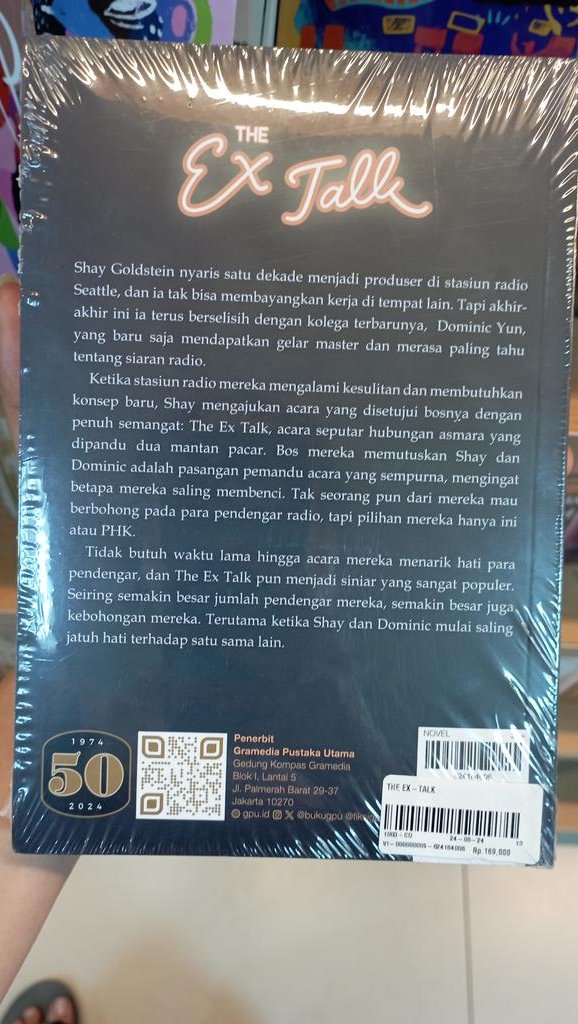 THE
Ex Talk
Shay Goldstein nyaris satu dekade menjadi produser di stasiun radio
Seattle, dan ia tak bisa membayangkan kerja di tempat lain. Tapi akhir-
akhir ini ia terus berselisih dengan kolega terbarunya, Dominic Yun,
yang baru saja mendapatkan gelar master dan merasa paling tahu
tentang siaran radio.
Ketika stasiun radio mereka mengalami kesulitan dan membutuhkan
konsep baru, Shay mengajukan acara yang disetujui bosnya dengan
penuh semangat: The Ex Talk, acara seputar hubungan asmara yang
dipandu dua mantan pacar. Bos mereka memutuskan Shay dan
Dominic adalah pasangan pemandu acara yang sempurna, mengingat
betapa mereka saling membenci. Tak seorang pun dari mereka mau
berbohong pada para pendengar radio, tapi pilihan mereka hanya ini
atau PHK.
Tidak butuh waktu lama hingga acara mereka menarik hati para
pendengar, dan The Ex Talk pun menjadi siniar yang sangat populer.
Seiring semakin besar jumlah pendengar mereka, semakin besar juga
kebohongan mereka. Terutama ketika Shay dan Dominic mulai saling
jatuh hati terhadap satu sama lain.
1974
50
2024
Penerbit
Gramedia Pustaka Utama
Gedung Kompas Gramedia
Blok I, Lantai 5
Jl. Palmerah Barat 29-37
Jakarta 10270
gpu.id @bukugpu
NOVEL
THE EX - TALK
24-06-24
Rp. 169,000